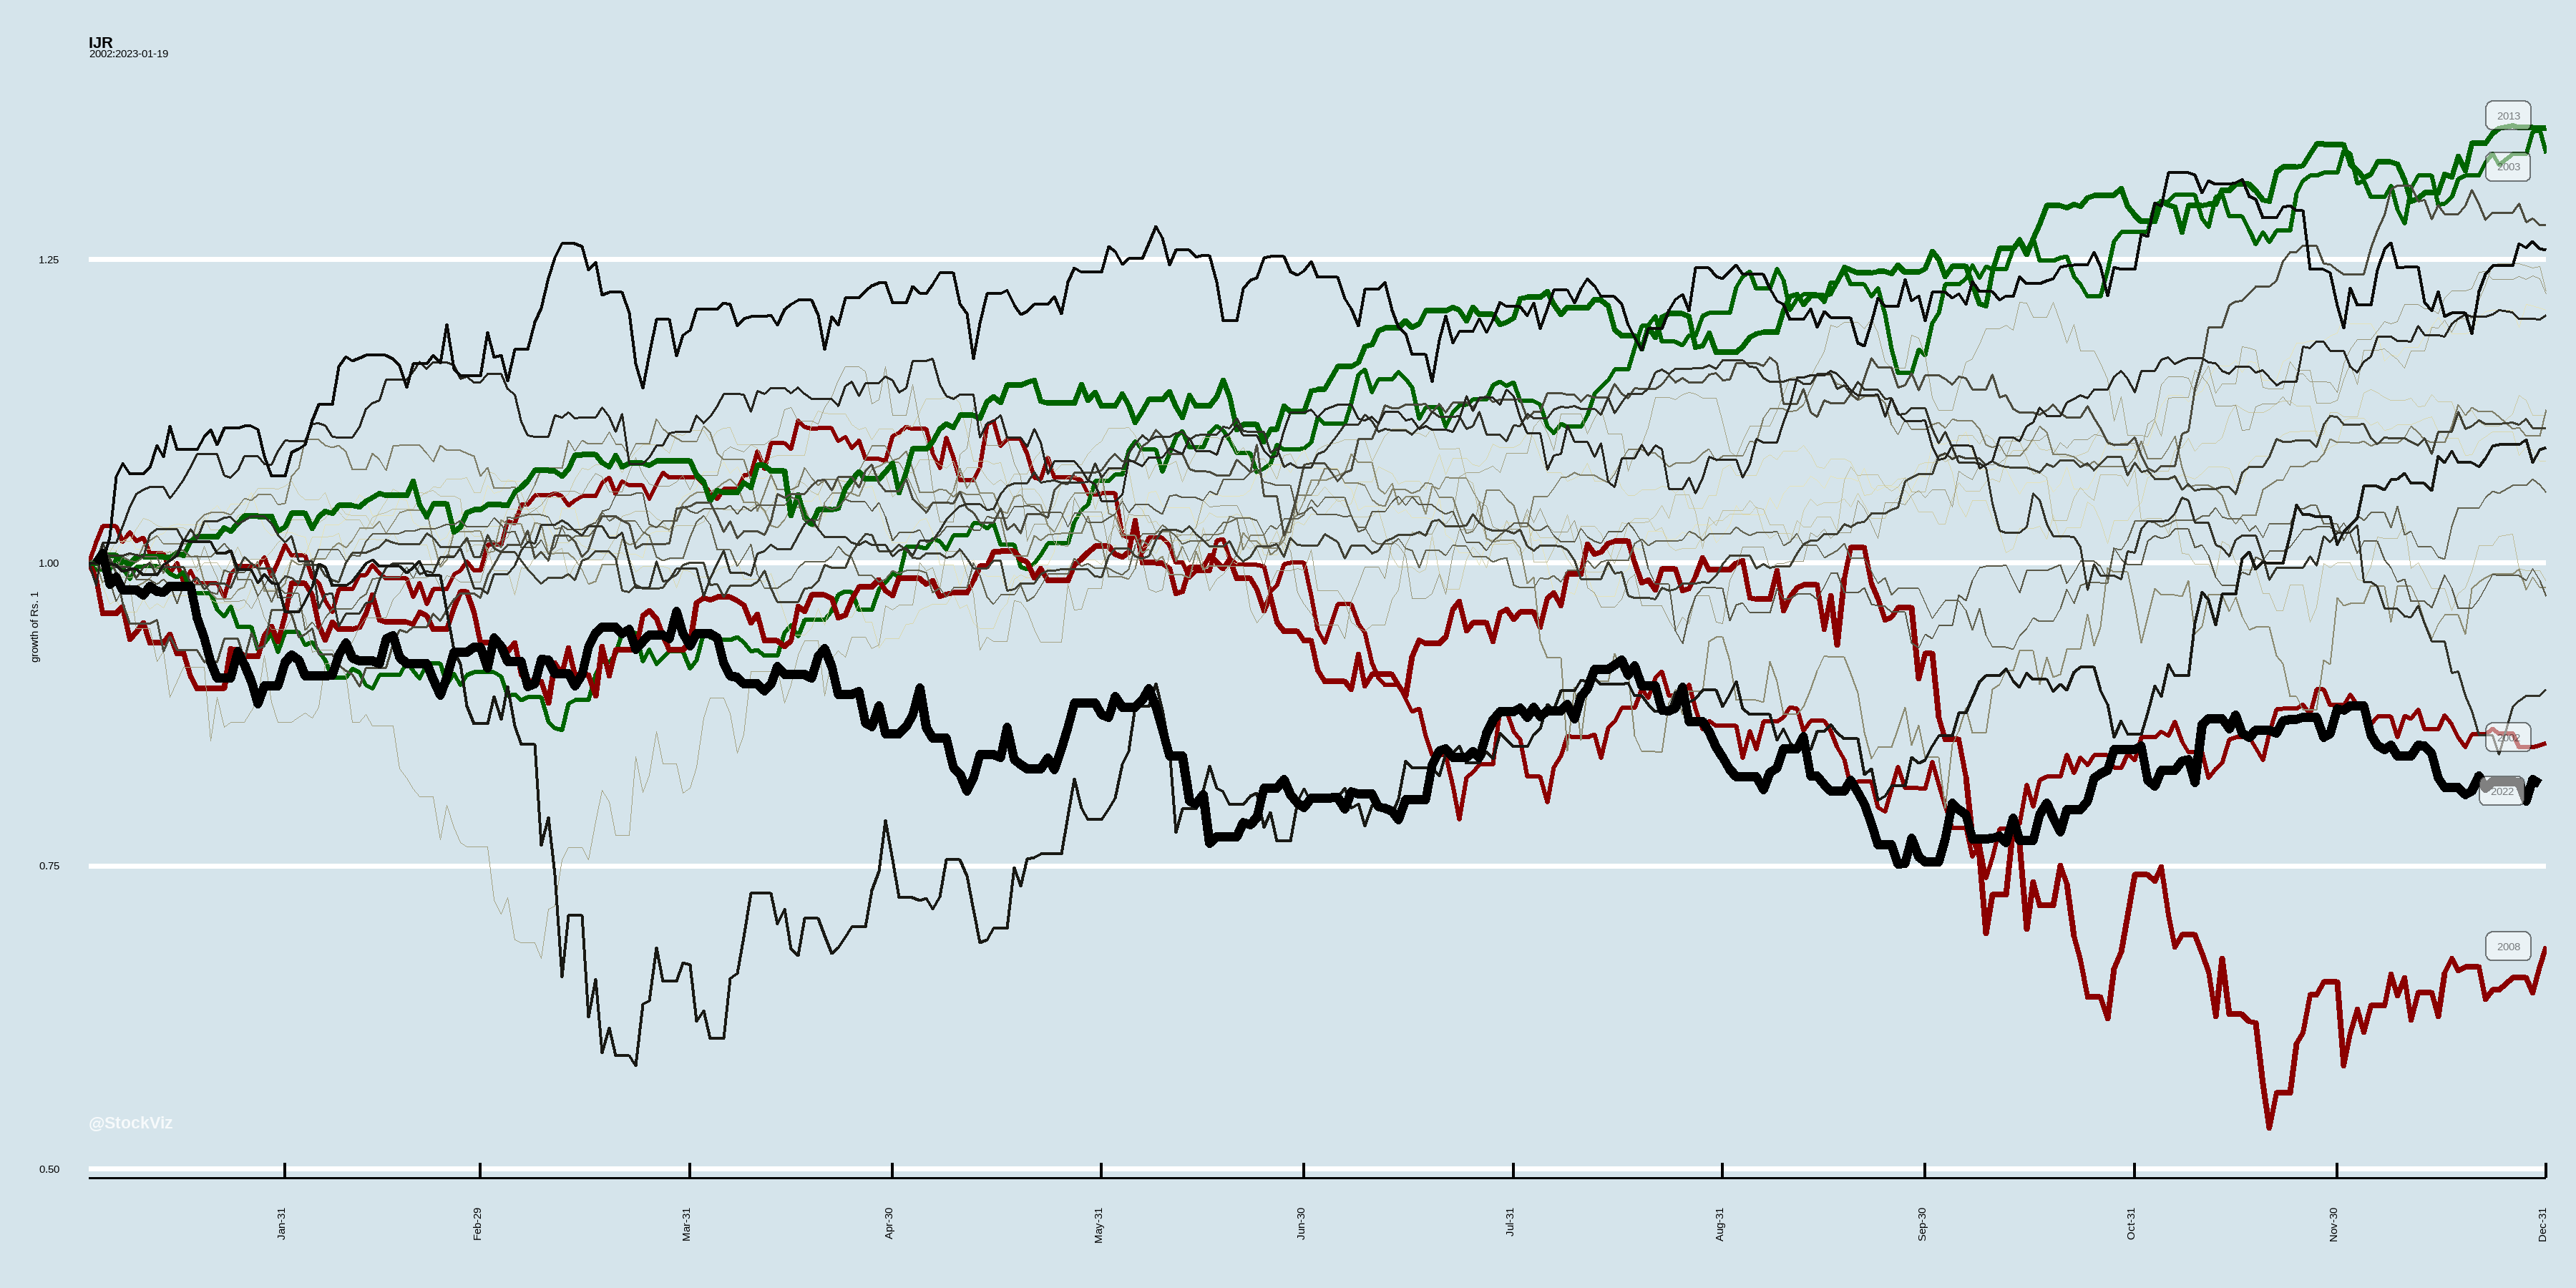 IJR
2002:2023-01-19
2013
2003
1.25
growth of Rs. 1
1.00
2002
2022
0.75
2008
@StockViz
0.50
Jan-31
Feb-29
Mar-31
Apr-30
May-31
Jun-30
Jul-31
Aug-31
Sep-30
Oct-31
Nov-30
Dec-31